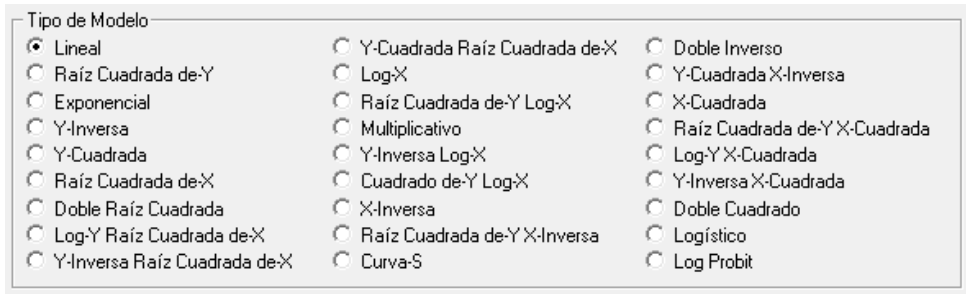 Tipo de Modelo
Lineal
Raíz Cuadrada de-Y
Exponencial
Y-Inversa
Y-Cuadrada
Raíz Cuadrada de-X
Doble Raíz Cuadrada
Log-Y Raíz Cuadrada de-X
Y-Inversa Raíz Cuadrada de-X
Y-Cuadrada Raíz Cuadrada de-X
Log-X
Raíz Cuadrada de-Y Log-X
Multiplicativo
Y-Inversa Log-X
Cuadrado de-Y Log-X
X-Inversa
Raíz Cuadrada de-Y X-Inversa
Curva-S
Doble Inverso
Y-Cuadrada X-Inversa
X-Cuadrada
Raíz Cuadrada de-Y X-Cuadrada
Log-Y X-Cuadrada
Y-Inversa X-Cuadrada
Doble Cuadrado
Logístico
Log Probit